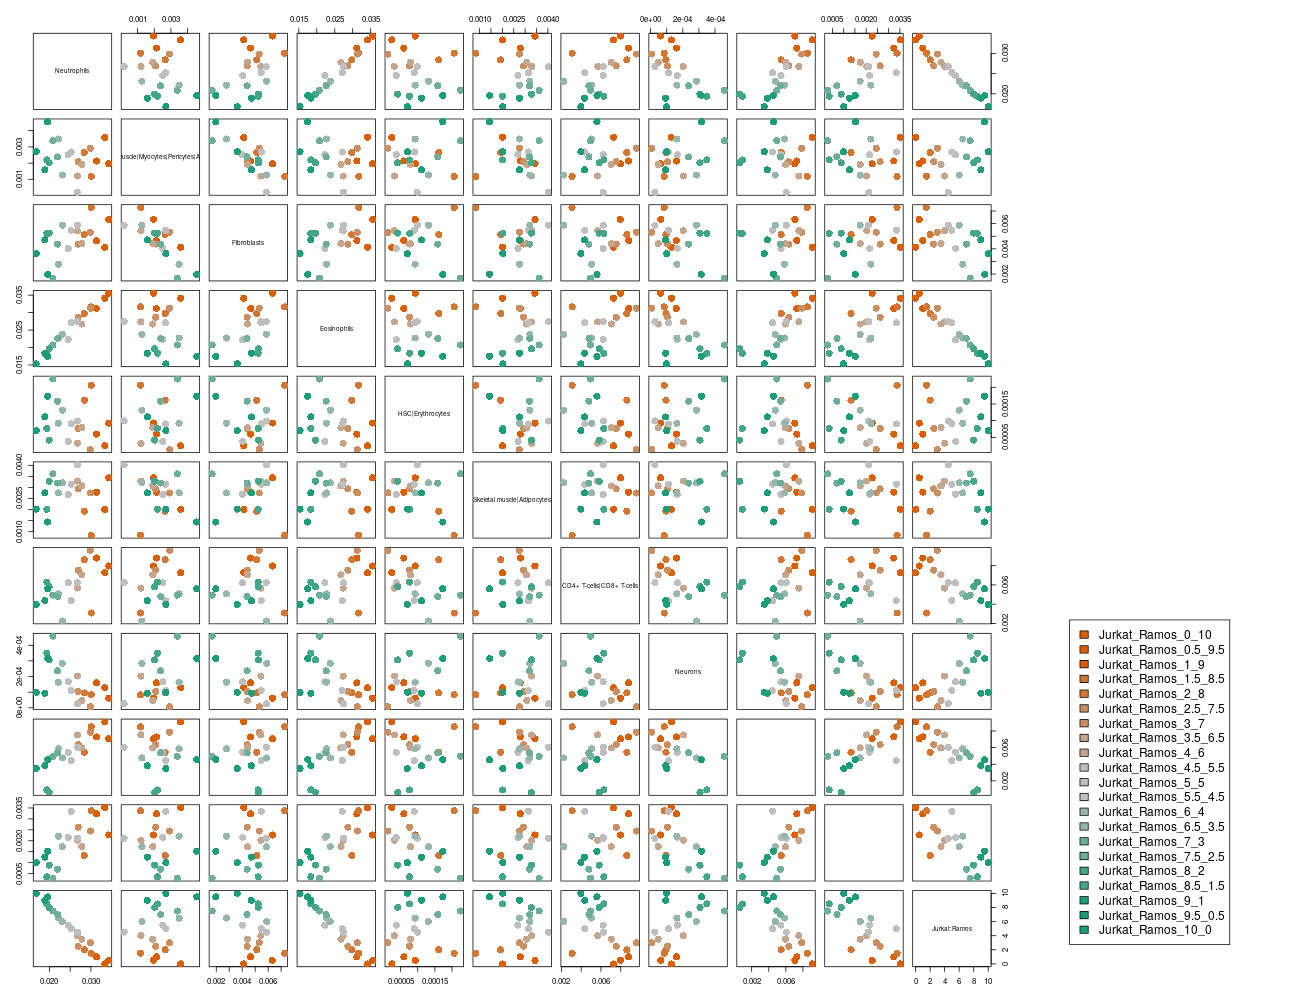 0.001 0.003 0.015 0.025 0.035 0.0010 0.0025 0.0040 0e+00 2e-04 4e-04 0.0005 0.0020 0.0035
Neutrophils
0.020 0.030
0.001 0.003
uscle|Myocytes|Pericytes|A
Fibroblasts
0.002 0.004 0.006
0.015 0.025 0.035
Eosinophils
HSC|Erythrocytes
0.00005 0.00015
0.0010 0.0025 0.0040
Skeletal muscle|Adipocytes
CD4+ T-cells|CD8+ T-cells
0.002 0.006
0e+00 2e-04 4e-04
Neurons
0.002 0.006
0.0005 0.0020 0.0035
Jurkat:Ramos
0 2 4 6 8 10
0.020 0.030 0.002 0.004 0.006 0.00005 0.00015 0.002 0.006 0.002 0.006 0 2 4 6 8 10
Jurkat_Ramos_0_10
Jurkat_Ramos_0.5_9.5
Jurkat_Ramos_1_9
Jurkat_Ramos_1.5_8.5
Jurkat_Ramos_2_8
Jurkat_Ramos_2.5_7.5
Jurkat_Ramos_3_7
Jurkat_Ramos_3.5_6.5
Jurkat_Ramos_4_6
Jurkat_Ramos_4.5_5.5
Jurkat_Ramos_5_5
Jurkat_Ramos_5.5_4.5
Jurkat_Ramos_6_4
Jurkat_Ramos_6.5_3.5
Jurkat_Ramos_7_3
Jurkat_Ramos_7.5_2.5
Jurkat_Ramos_8_2
Jurkat_Ramos_8.5_1.5
Jurkat_Ramos_9_1
Jurkat_Ramos_9.5_0.5
Jurkat_Ramos_10_0